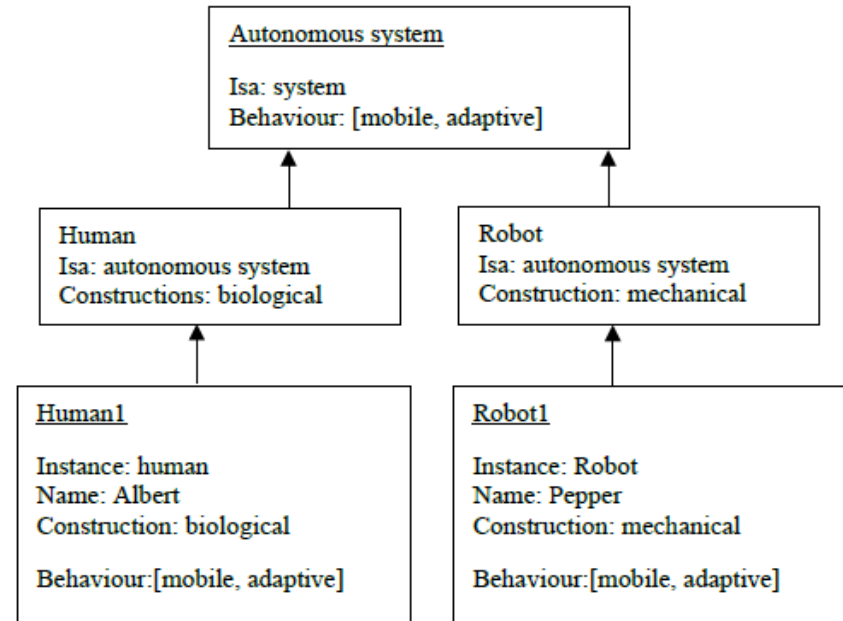 Autonomous system
Isa: system
Behaviour: [mobile, adaptive]
Human
Isa: autonomous system
Constructions: biological
Robot
Isa: autonomous system
Construction: mechanical
Human1
Instance: human
Name: Albert
Construction: biological
Behaviour:[mobile, adaptive]
Robot1
Instance: Robot
Name: Pepper
Construction: mechanical
Behaviour:[mobile, adaptive]